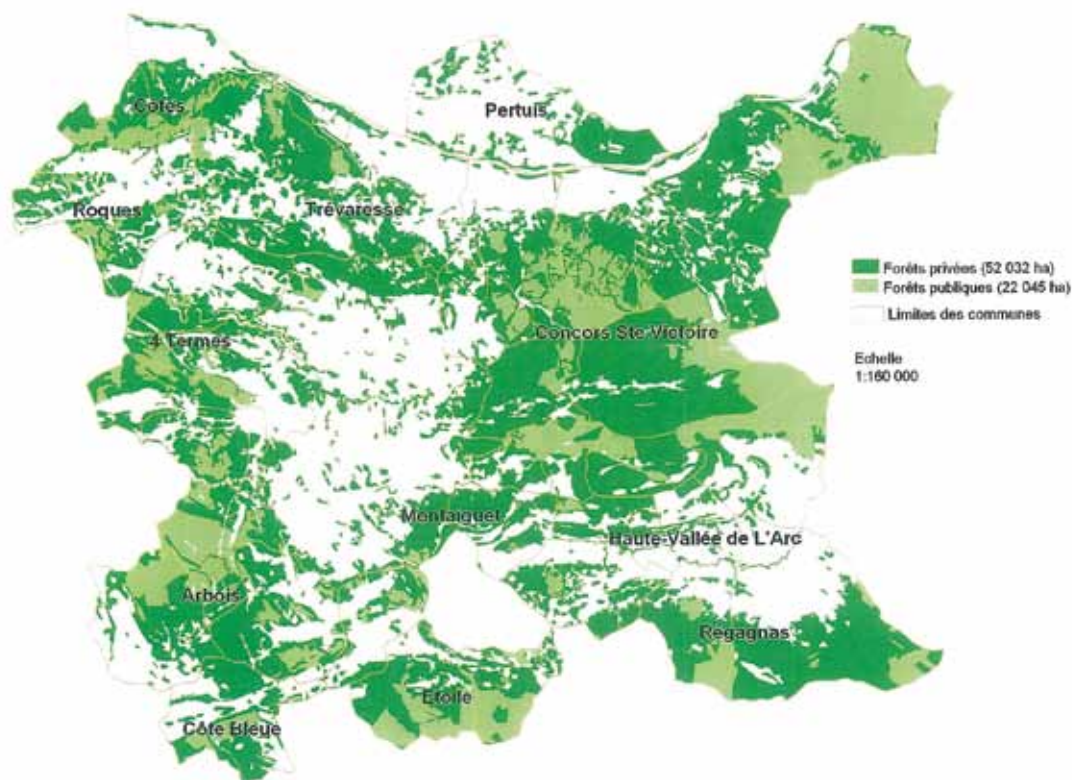 Côtes
Pertuis
Roques
Trévaresse
Forêts privées (52 032 ha)
Forêts publiques (22 045 ha)
Limites des communes
Concors Ste-Victoire
4 Termes
Echelle
1:160 000
Montaiguet
Haute-Vallée de L'Arc
Arbois
Regagnas
Etoile
Côte Bleue